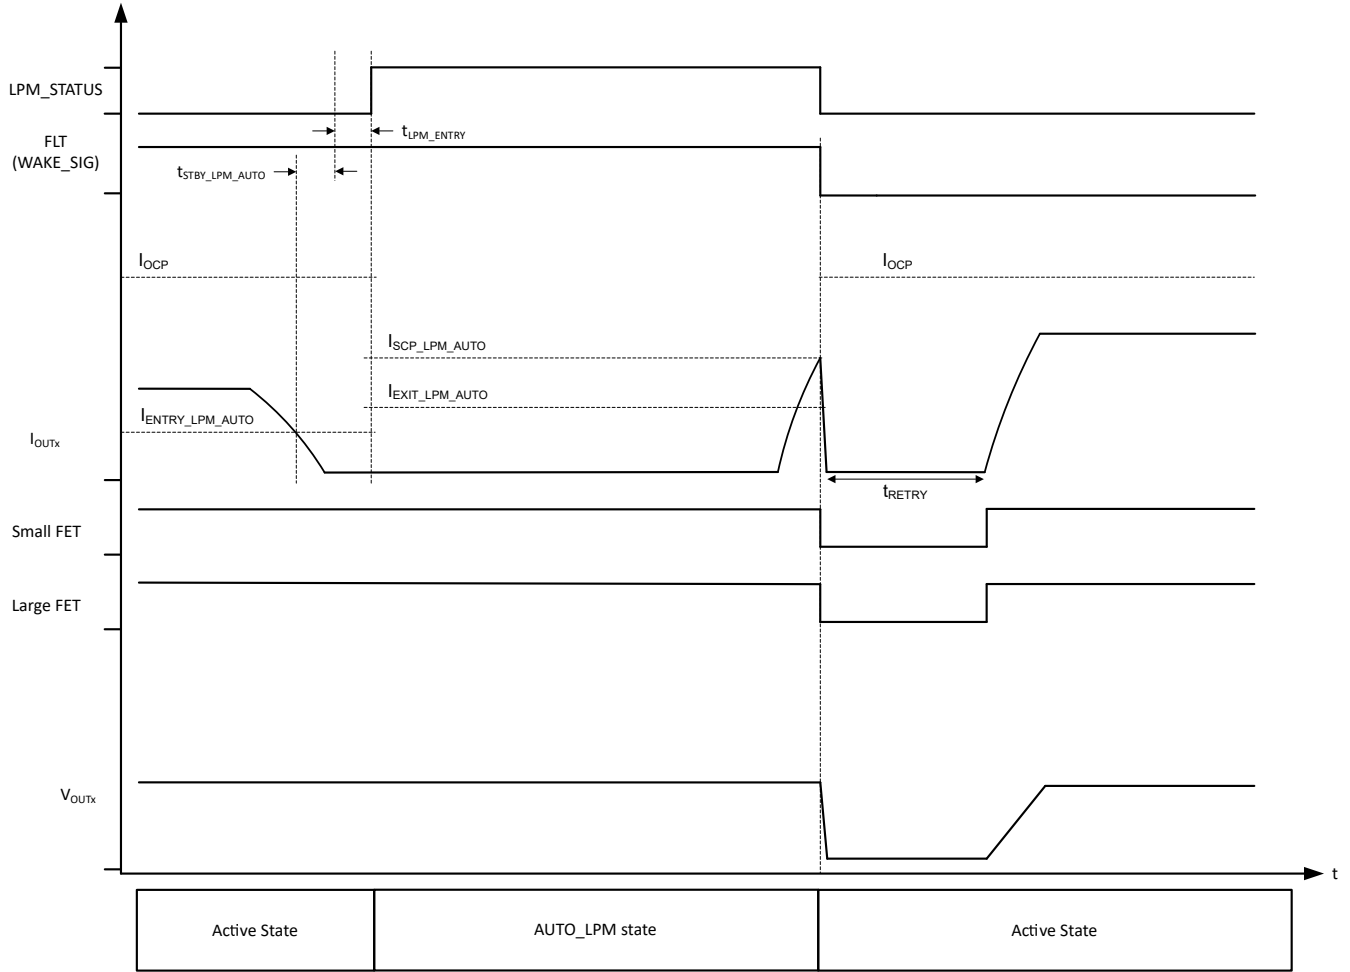 LPM_STATUS
tLPM_ENTRY
FLT
(WAKE_SIG)
tSTBY_LPM_AUTO
IOCP
IOCP
ISCP_LPM_AUTO
IEXIT_LPM_AUTO
IENTRY_LPM_AUTO
IOUTx
tRETRY
Small FET
Large FET
VOUTx
t
Active State
AUTO_LPM state
Active State